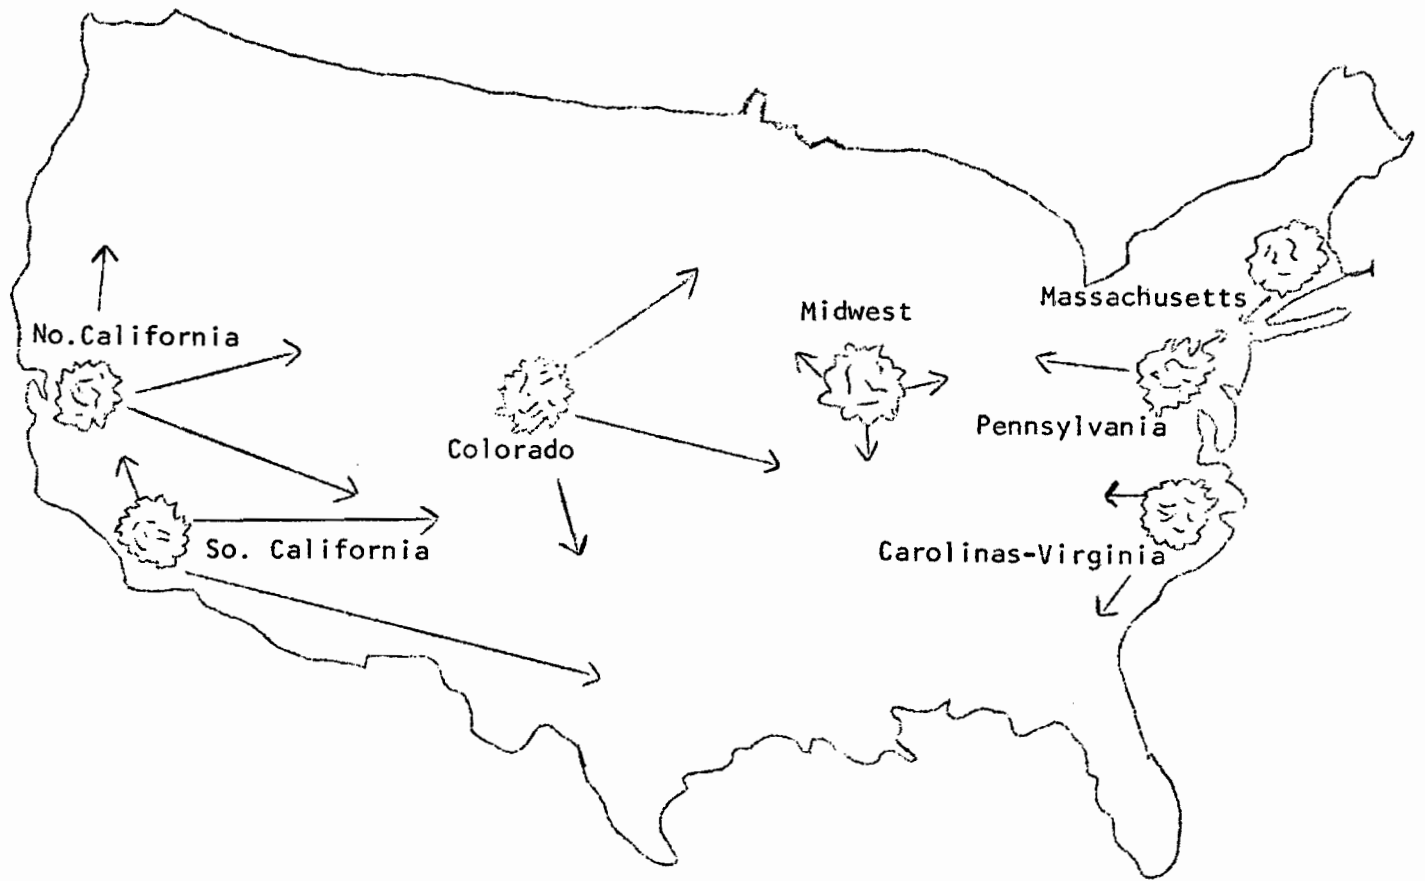 Massachusetts
Midwest
No.California
Pennsylvania
Colorado
So. California
Carolinas-Virginia